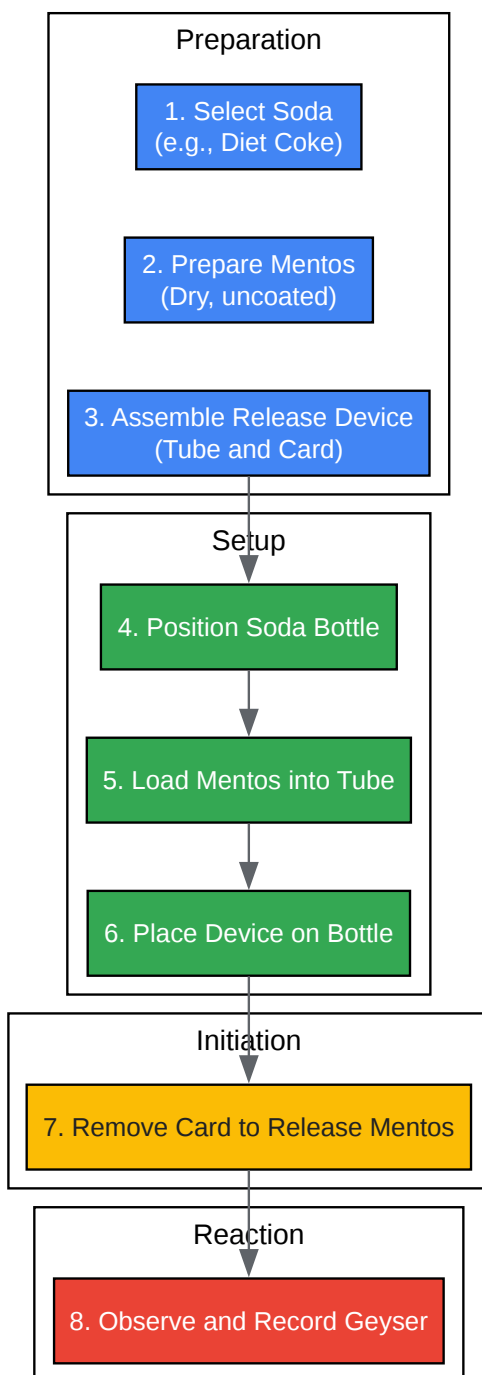 Preparation
1. Select Soda
(e.g., Diet Coke)
2. Prepare Mentos
(Dry, uncoated)
3. Assemble Release Device
(Tube and Card)
Setup
4. Position Soda Bottle
5. Load Mentos into Tube
6. Place Device on Bottle
Initiation
7. Remove Card to Release Mentos
Reaction
8. Observe and Record Geyser